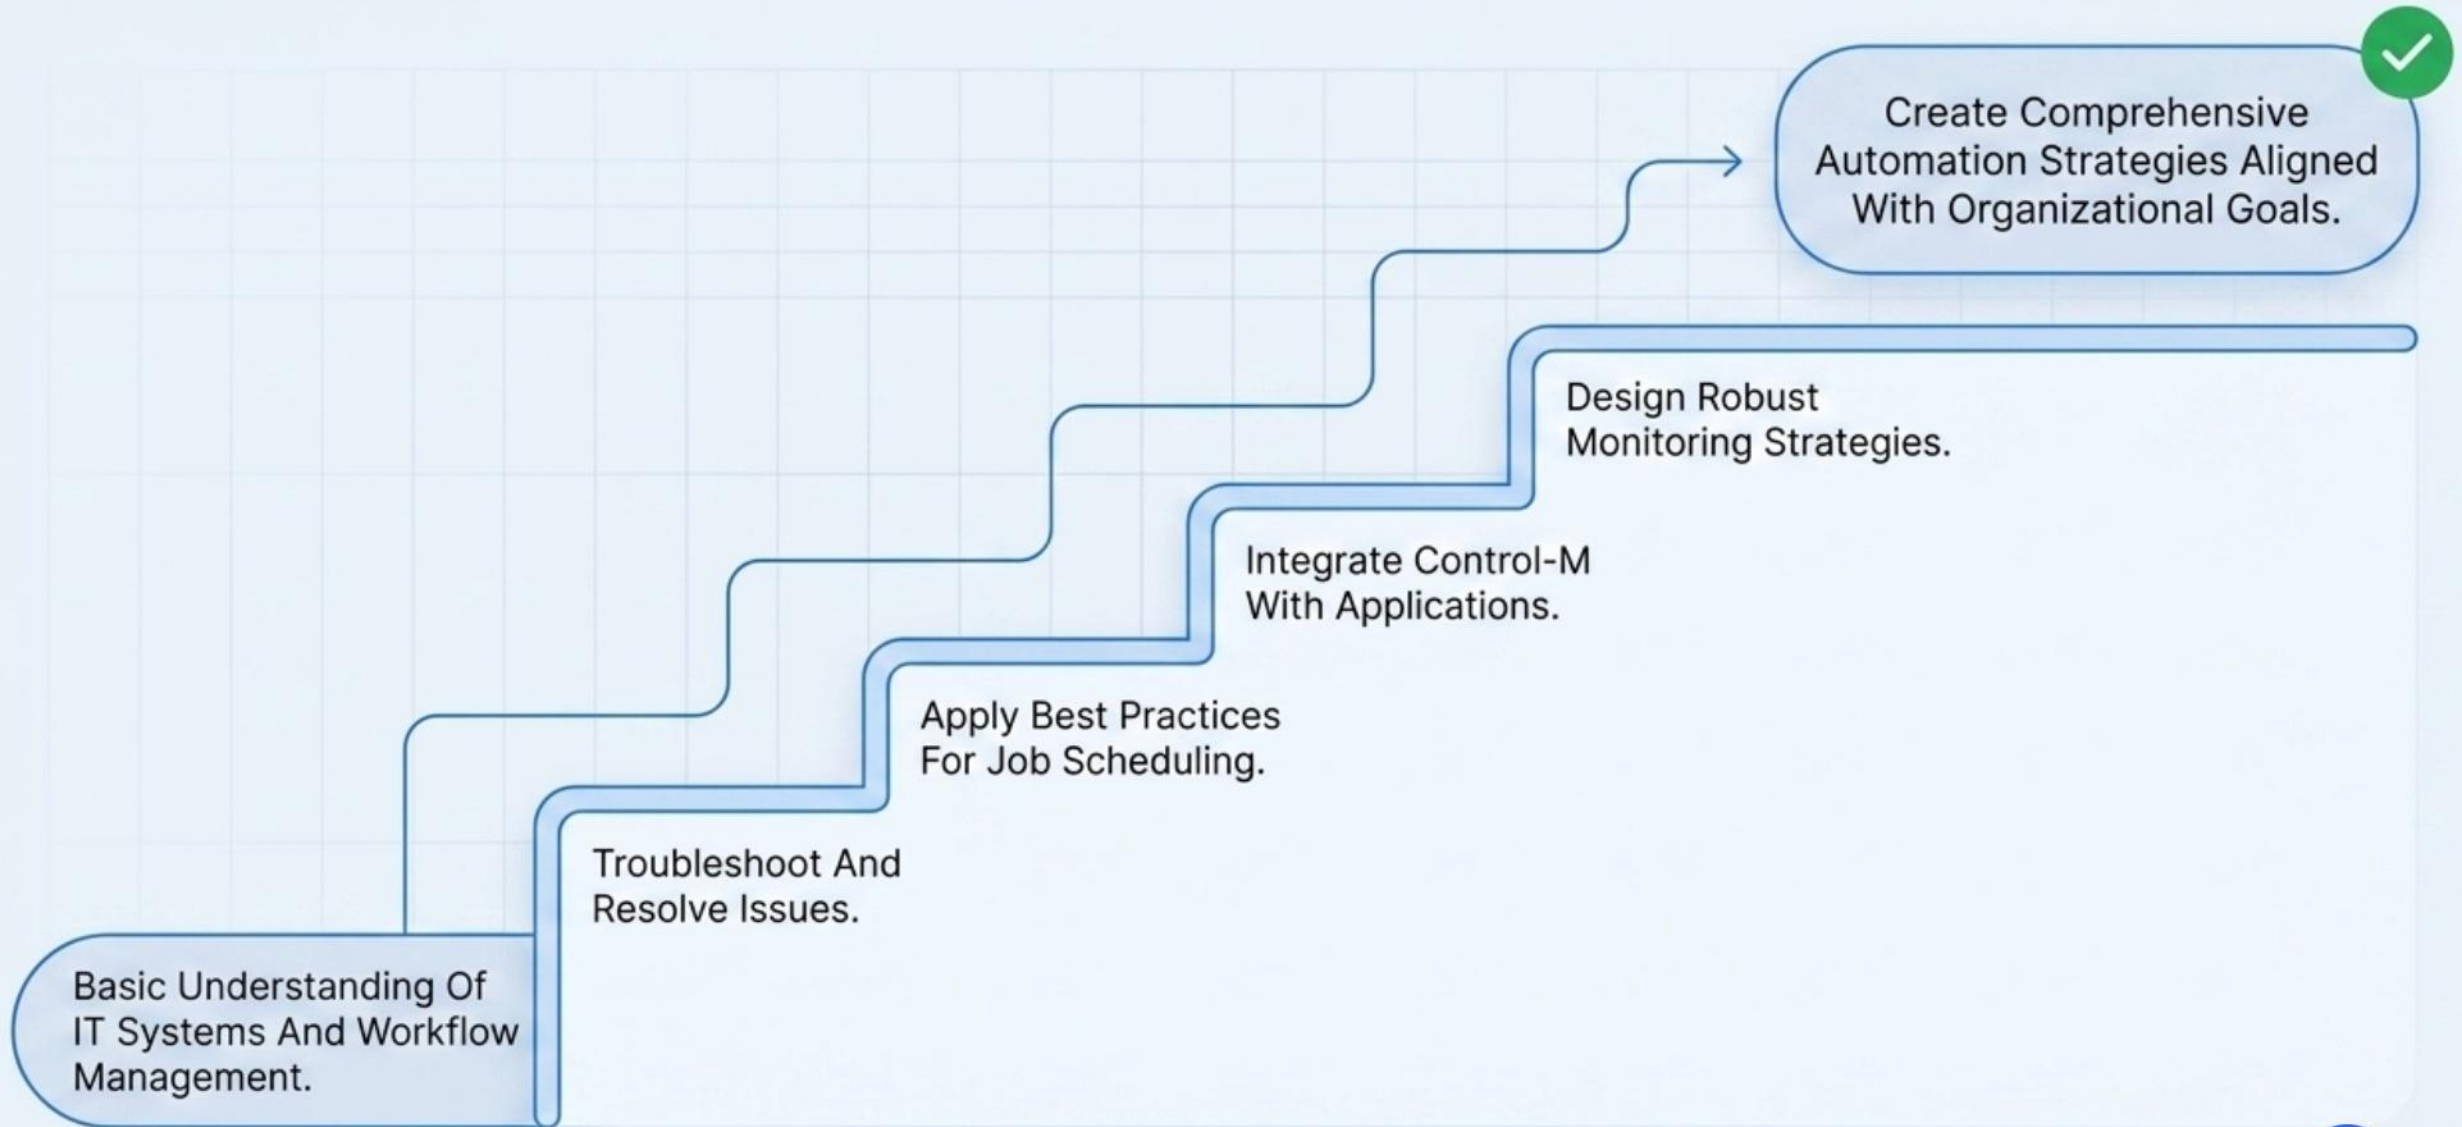 Create Comprehensive
Automation Strategies Aligned
With Organizational Goals.
Design Robust
Monitoring Strategies.
Integrate Control-M
With Applications.
Apply Best Practices
For Job Scheduling.
Troubleshoot And
Resolve Issues.
Basic Understanding Of
IT Systems And Workflow
Management.